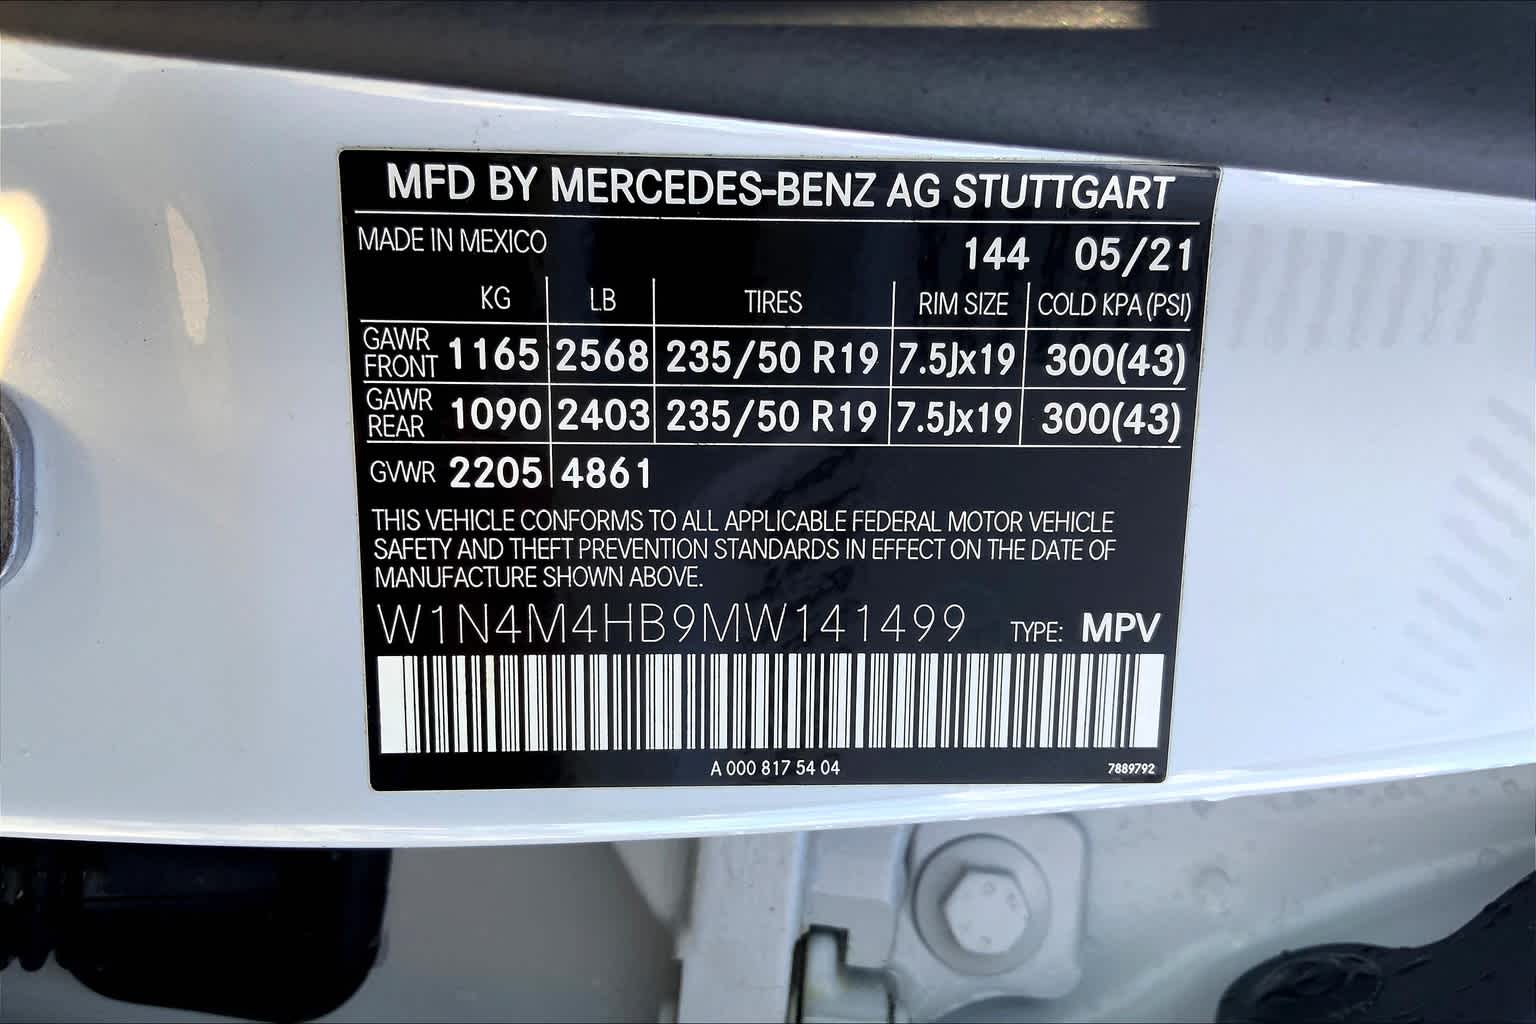 MFD BY MERCEDES-BENZ AG STUTTGART
MADE IN MEXICO 144 05/21
KG LB TIRES RIM SIZE COLD KPA (PSI)
GAWR FRONT 1165 2568 235/50 R19 7.5Jx19 300(43)
GAWR REAR 1090 2403 235/50 R19 7.5Jx19 300(43)
GVWR 2205 4861
THIS VEHICLE CONFORMS TO ALL APPLICABLE FEDERAL MOTOR VEHICLE
SAFETY AND THEFT PREVENTION STANDARDS IN EFFECT ON THE DATE OF
MANUFACTURE SHOWN ABOVE.
W1N4M4HB9MW141499 TYPE: MPV
A 000 817 54 04 7889792